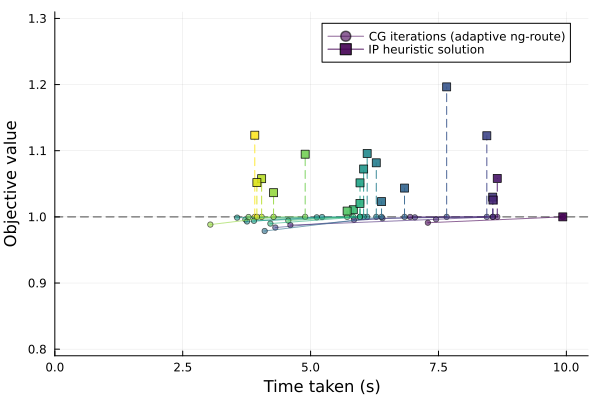 1.3
CG iterations (adaptive ng-route)
IP heuristic solution
1.2
1.1
1.0
0.9
0.8
Objective value
0.0 2.5 5.0 7.5 10.0
Time taken (s)